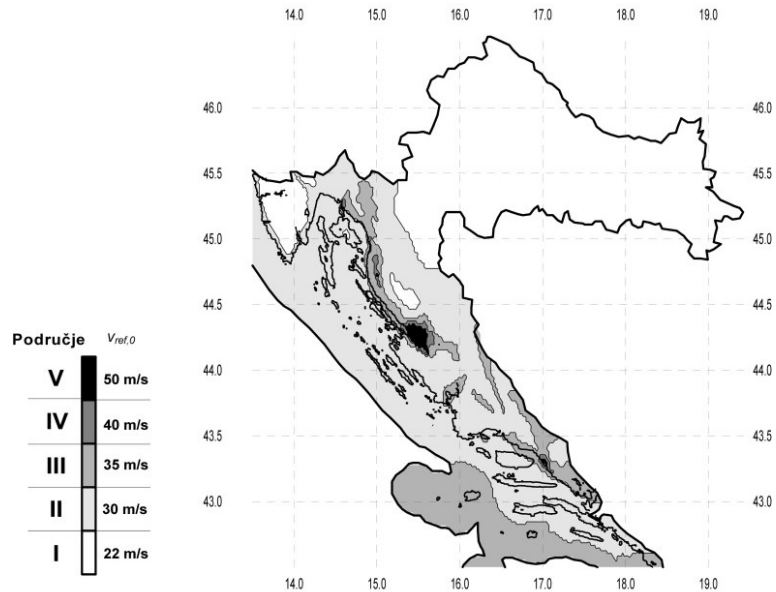 14.0 15.0 16.0 17.0 18.0 19.0
46.0 46.0
45.5 45.5
45.0 45.0
44.5 44.5
44.0 44.0
43.5 43.5
43.0 43.0
14.0 15.0 16.0 17.0 18.0 19.0
Područje Vref,0
V 50 m/s
IV 40 m/s
III 35 m/s
II 30 m/s
I 22 m/s